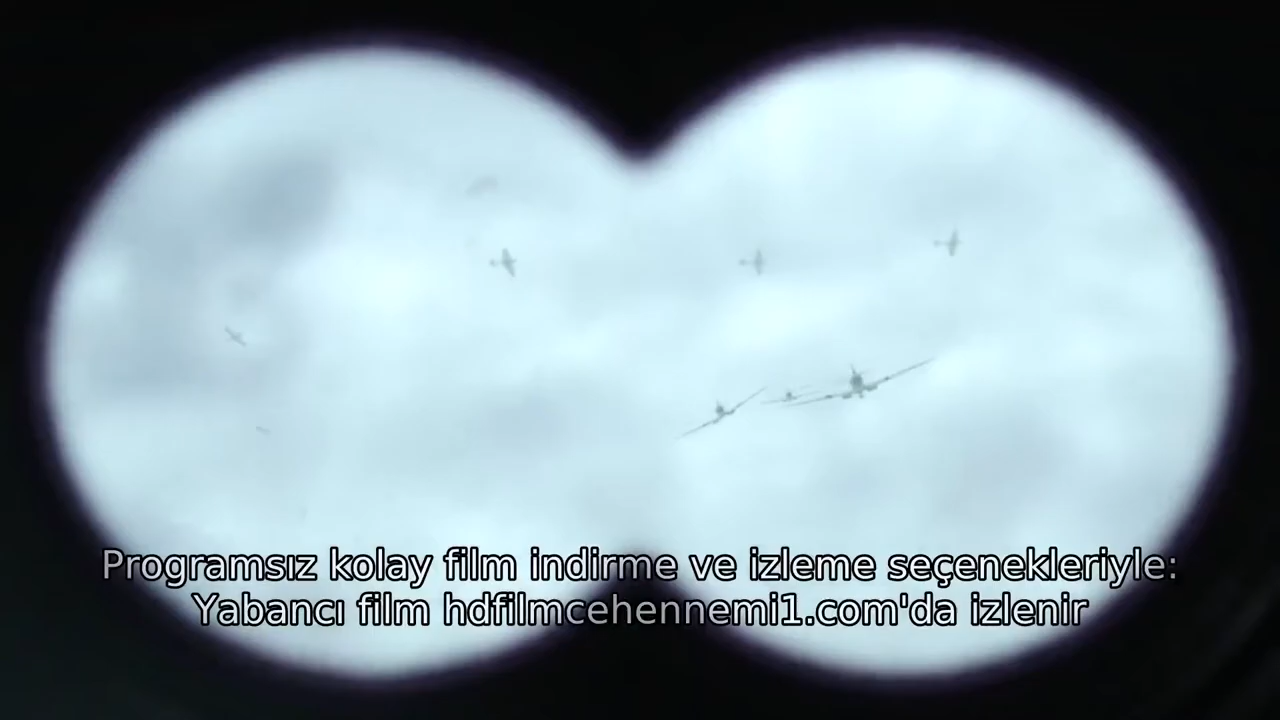 Programsız kolay film indirme ve izleme seçenekleriyle:
Yabancı film hdfilmcehennemi1.com'da izlenir